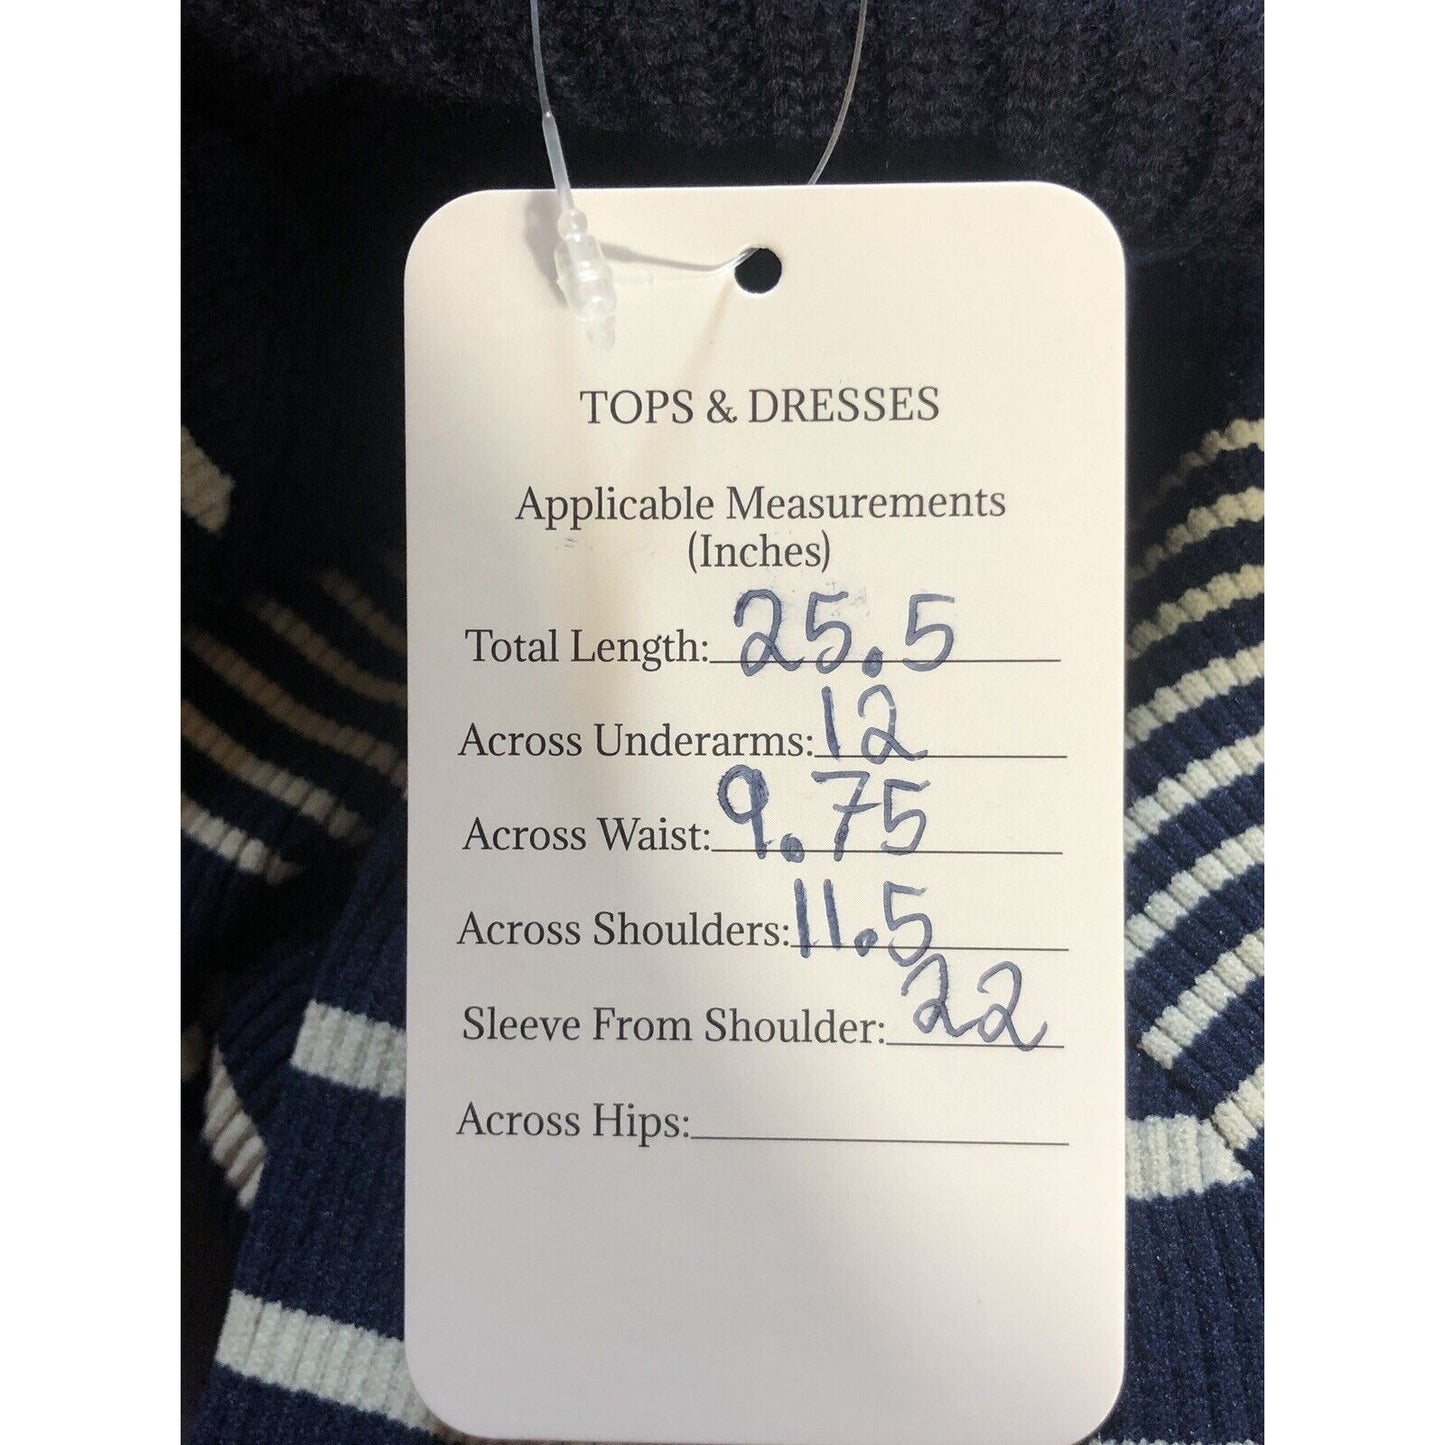 TOPS & DRESSES
Applicable Measurements
(Inches)
Total Length: 25.5
Across Underarms: 12
Across Waist: 9.75
Across Shoulders: 11.5
Sleeve From Shoulder: 22
Across Hips: